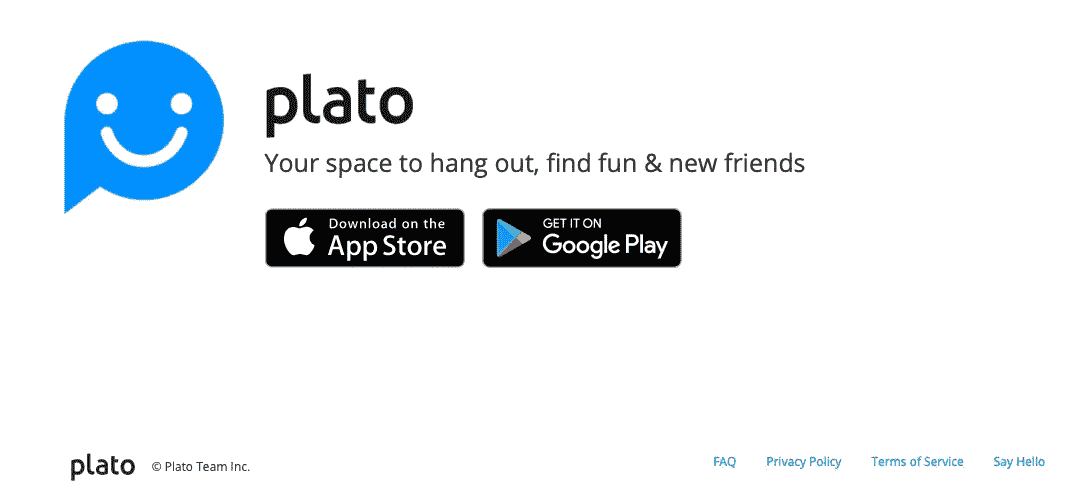 plato
Your space to hang out, find fun & new friends
Download on the
App Store
GET IT ON
Google Play
plato © Plato Team Inc. FAQ Privacy Policy Terms of Service Say Hello